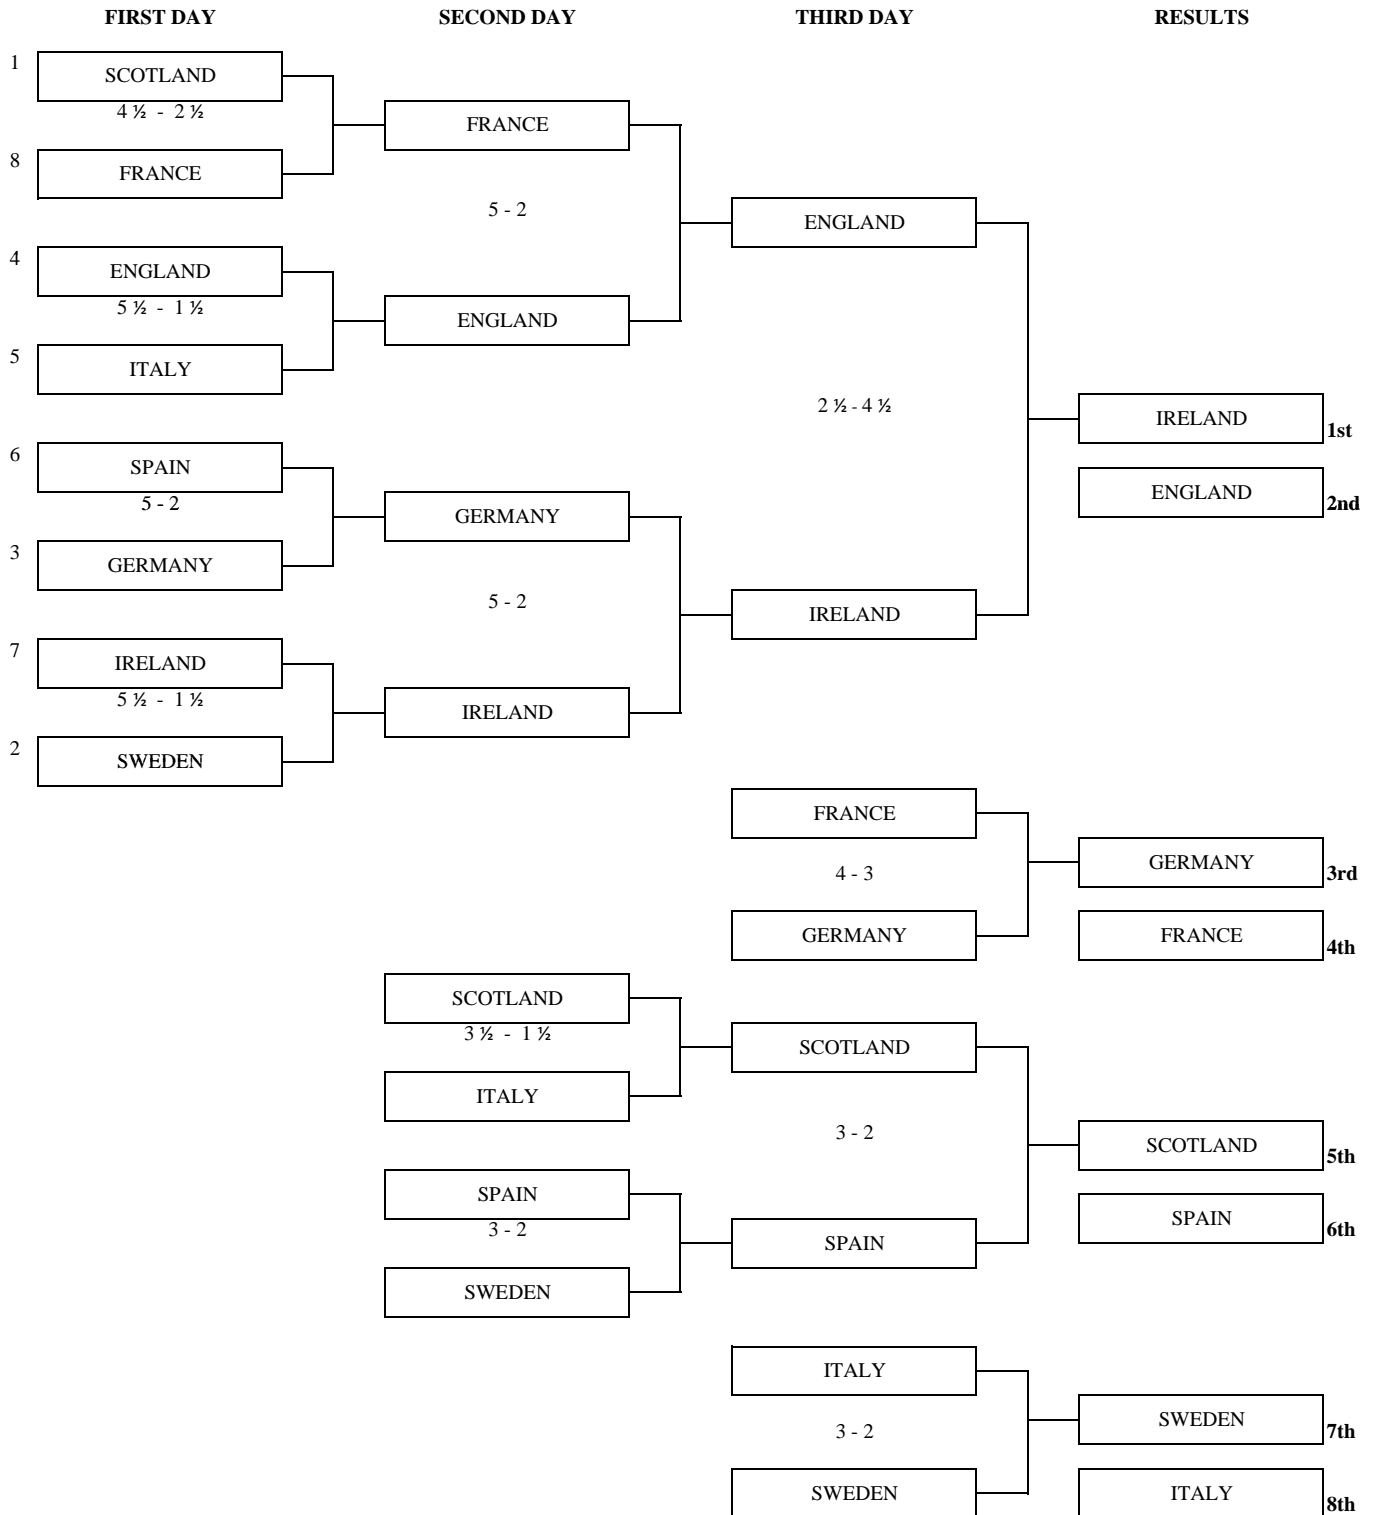 FIRST DAY SECOND DAY THIRD DAY RESULTS
1 SCOTLAND
4 ½ - 2 ½
FRANCE
8 FRANCE
5 - 2
ENGLAND
4 ENGLAND
5 ½ - 1 ½
ENGLAND
5 ITALY
2 ½ - 4 ½
IRELAND 1st
6 SPAIN
5 - 2
ENGLAND 2nd
GERMANY
3 GERMANY
5 - 2
IRELAND
7 IRELAND
5 ½ - 1 ½
IRELAND
2 SWEDEN
FRANCE
4 - 3
GERMANY 3rd
GERMANY
FRANCE 4th
SCOTLAND
3 ½ - 1 ½
SCOTLAND
ITALY
3 - 2
SCOTLAND 5th
SPAIN
3 - 2
SPAIN
SPAIN 6th
SWEDEN
ITALY
3 - 2
SWEDEN 7th
SWEDEN
ITALY 8th